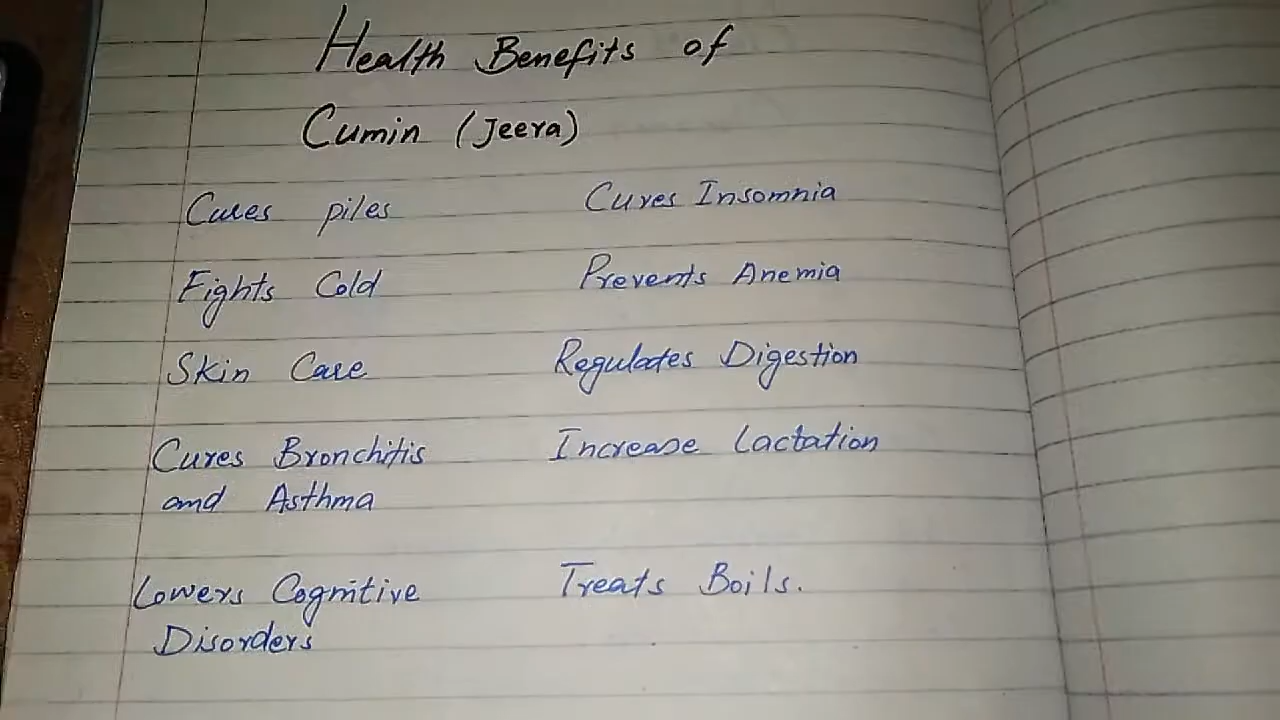 Health Benefits of
Cumin (Jeera)
Cures piles
Fights Cold
Skin Care
Cures Bronchitis
and Asthma
Lowers Cognitive
Disorders
Cures Insomnia
Prevents Anemia
Regulates Digestion
Increase Lactation
Treats Boils.